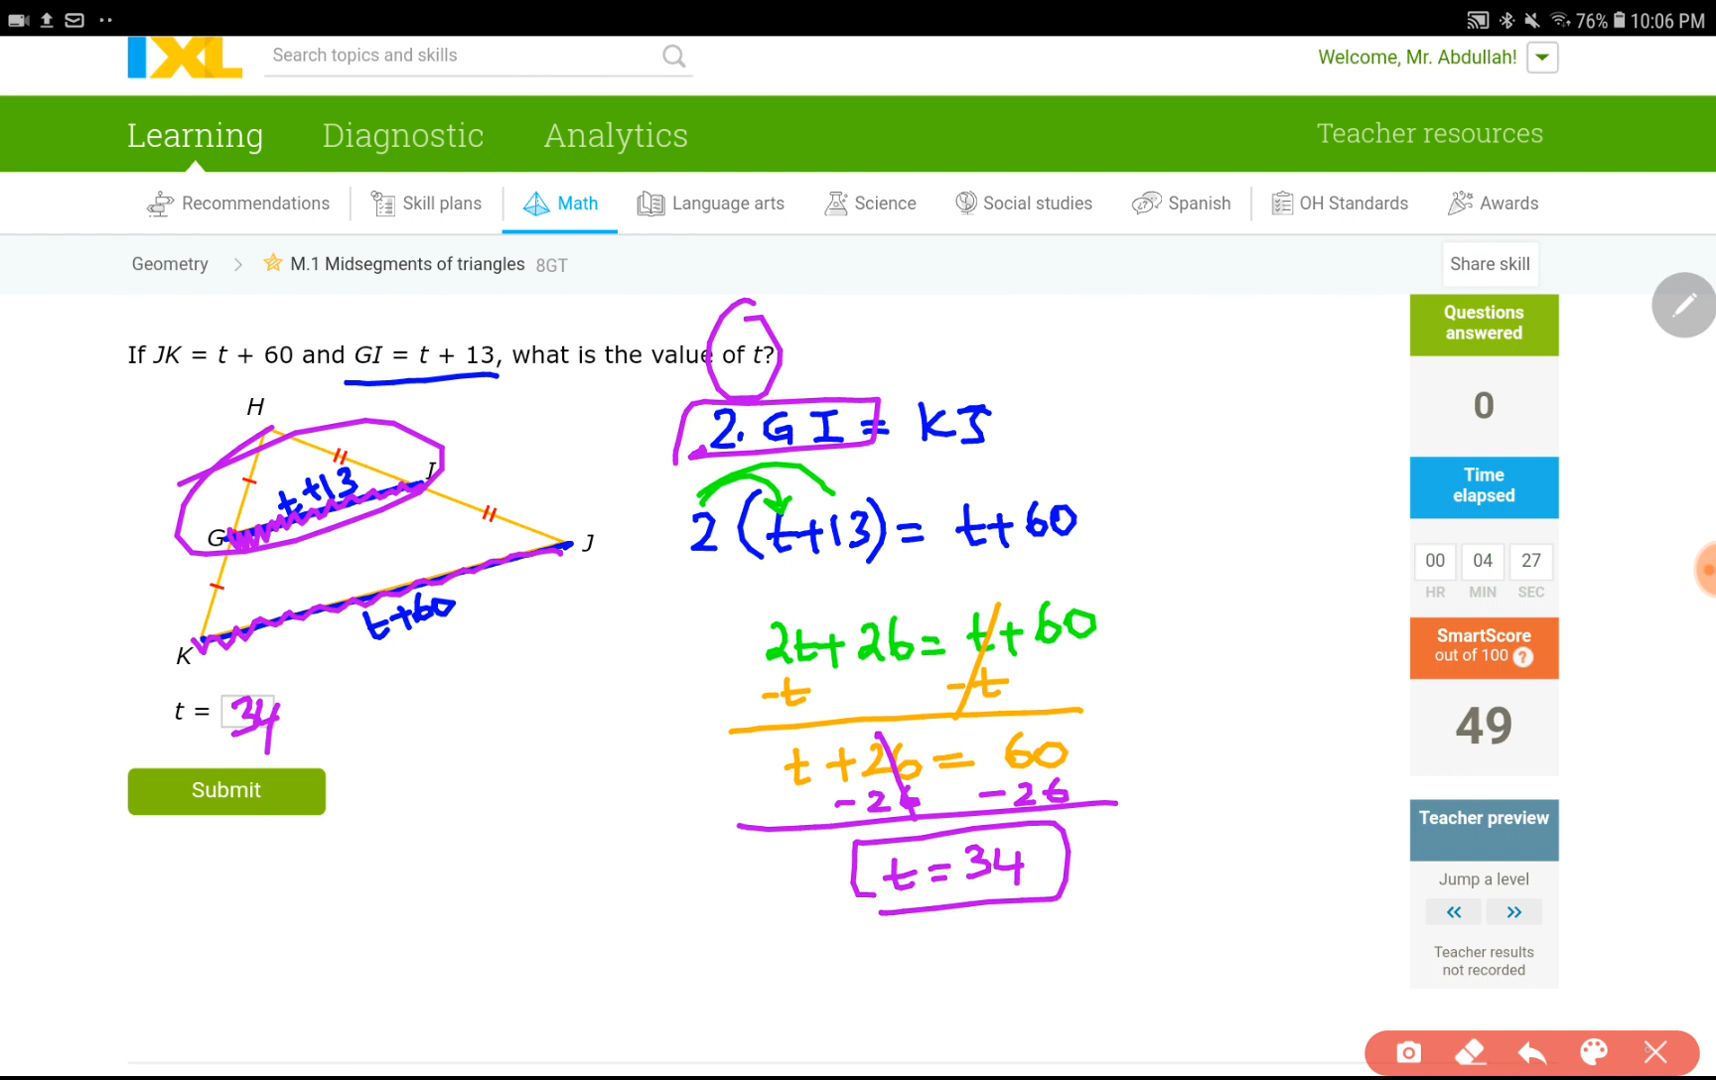 76% 10:06 PM
IXL Search topics and skills Welcome, Mr. Abdullah!
Learning Diagnostic Analytics Teacher resources
Recommendations Skill plans Math Language arts Science Social studies Spanish OH Standards Awards
Geometry > M.1 Midsegments of triangles 8GT Share skill
If JK = t + 60 and GI = t + 13, what is the value of t?
H
I
t+13
G
J
t+60
K
t = 34
Submit
2. GI = KJ
2 (t+13) = t+60
2t+26 = t+60
-t -t
t+26 = 60
-26 -26
t = 34
Questions
answered
0
Time
elapsed
00 04 27
HR MIN SEC
SmartScore
out of 100 ?
49
Teacher preview
Jump a level
<< >>
Teacher results
not recorded